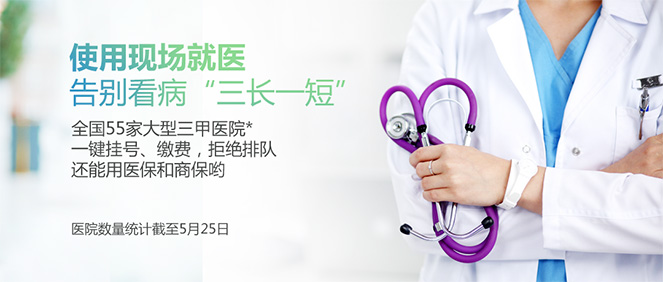 使用现场就医
告别看病“三长一短”
全国55家大型三甲医院*
一键挂号、缴费，拒绝排队
还能用医保和商保哟
医院数量统计截至5月25日